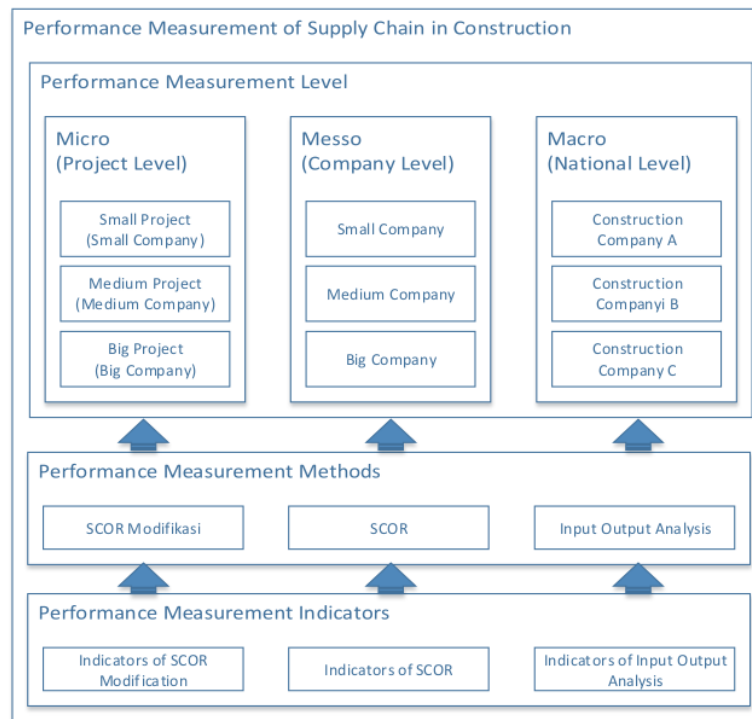 Performance Measurement of Supply Chain in Construction
Performance Measurement Level
Micro
(Project Level)
Small Project
(Small Company)
Medium Project
(Medium Company)
Big Project
(Big Company)
Messo
(Company Level)
Small Company
Medium Company
Big Company
Macro
(National Level)
Construction
Company A
Construction
Companyi B
Construction
Company C
Performance Measurement Methods
SCOR Modifikasi
SCOR
Input Output Analysis
Performance Measurement Indicators
Indicators of SCOR
Modification
Indicators of SCOR
Indicators of Input Output
Analysis